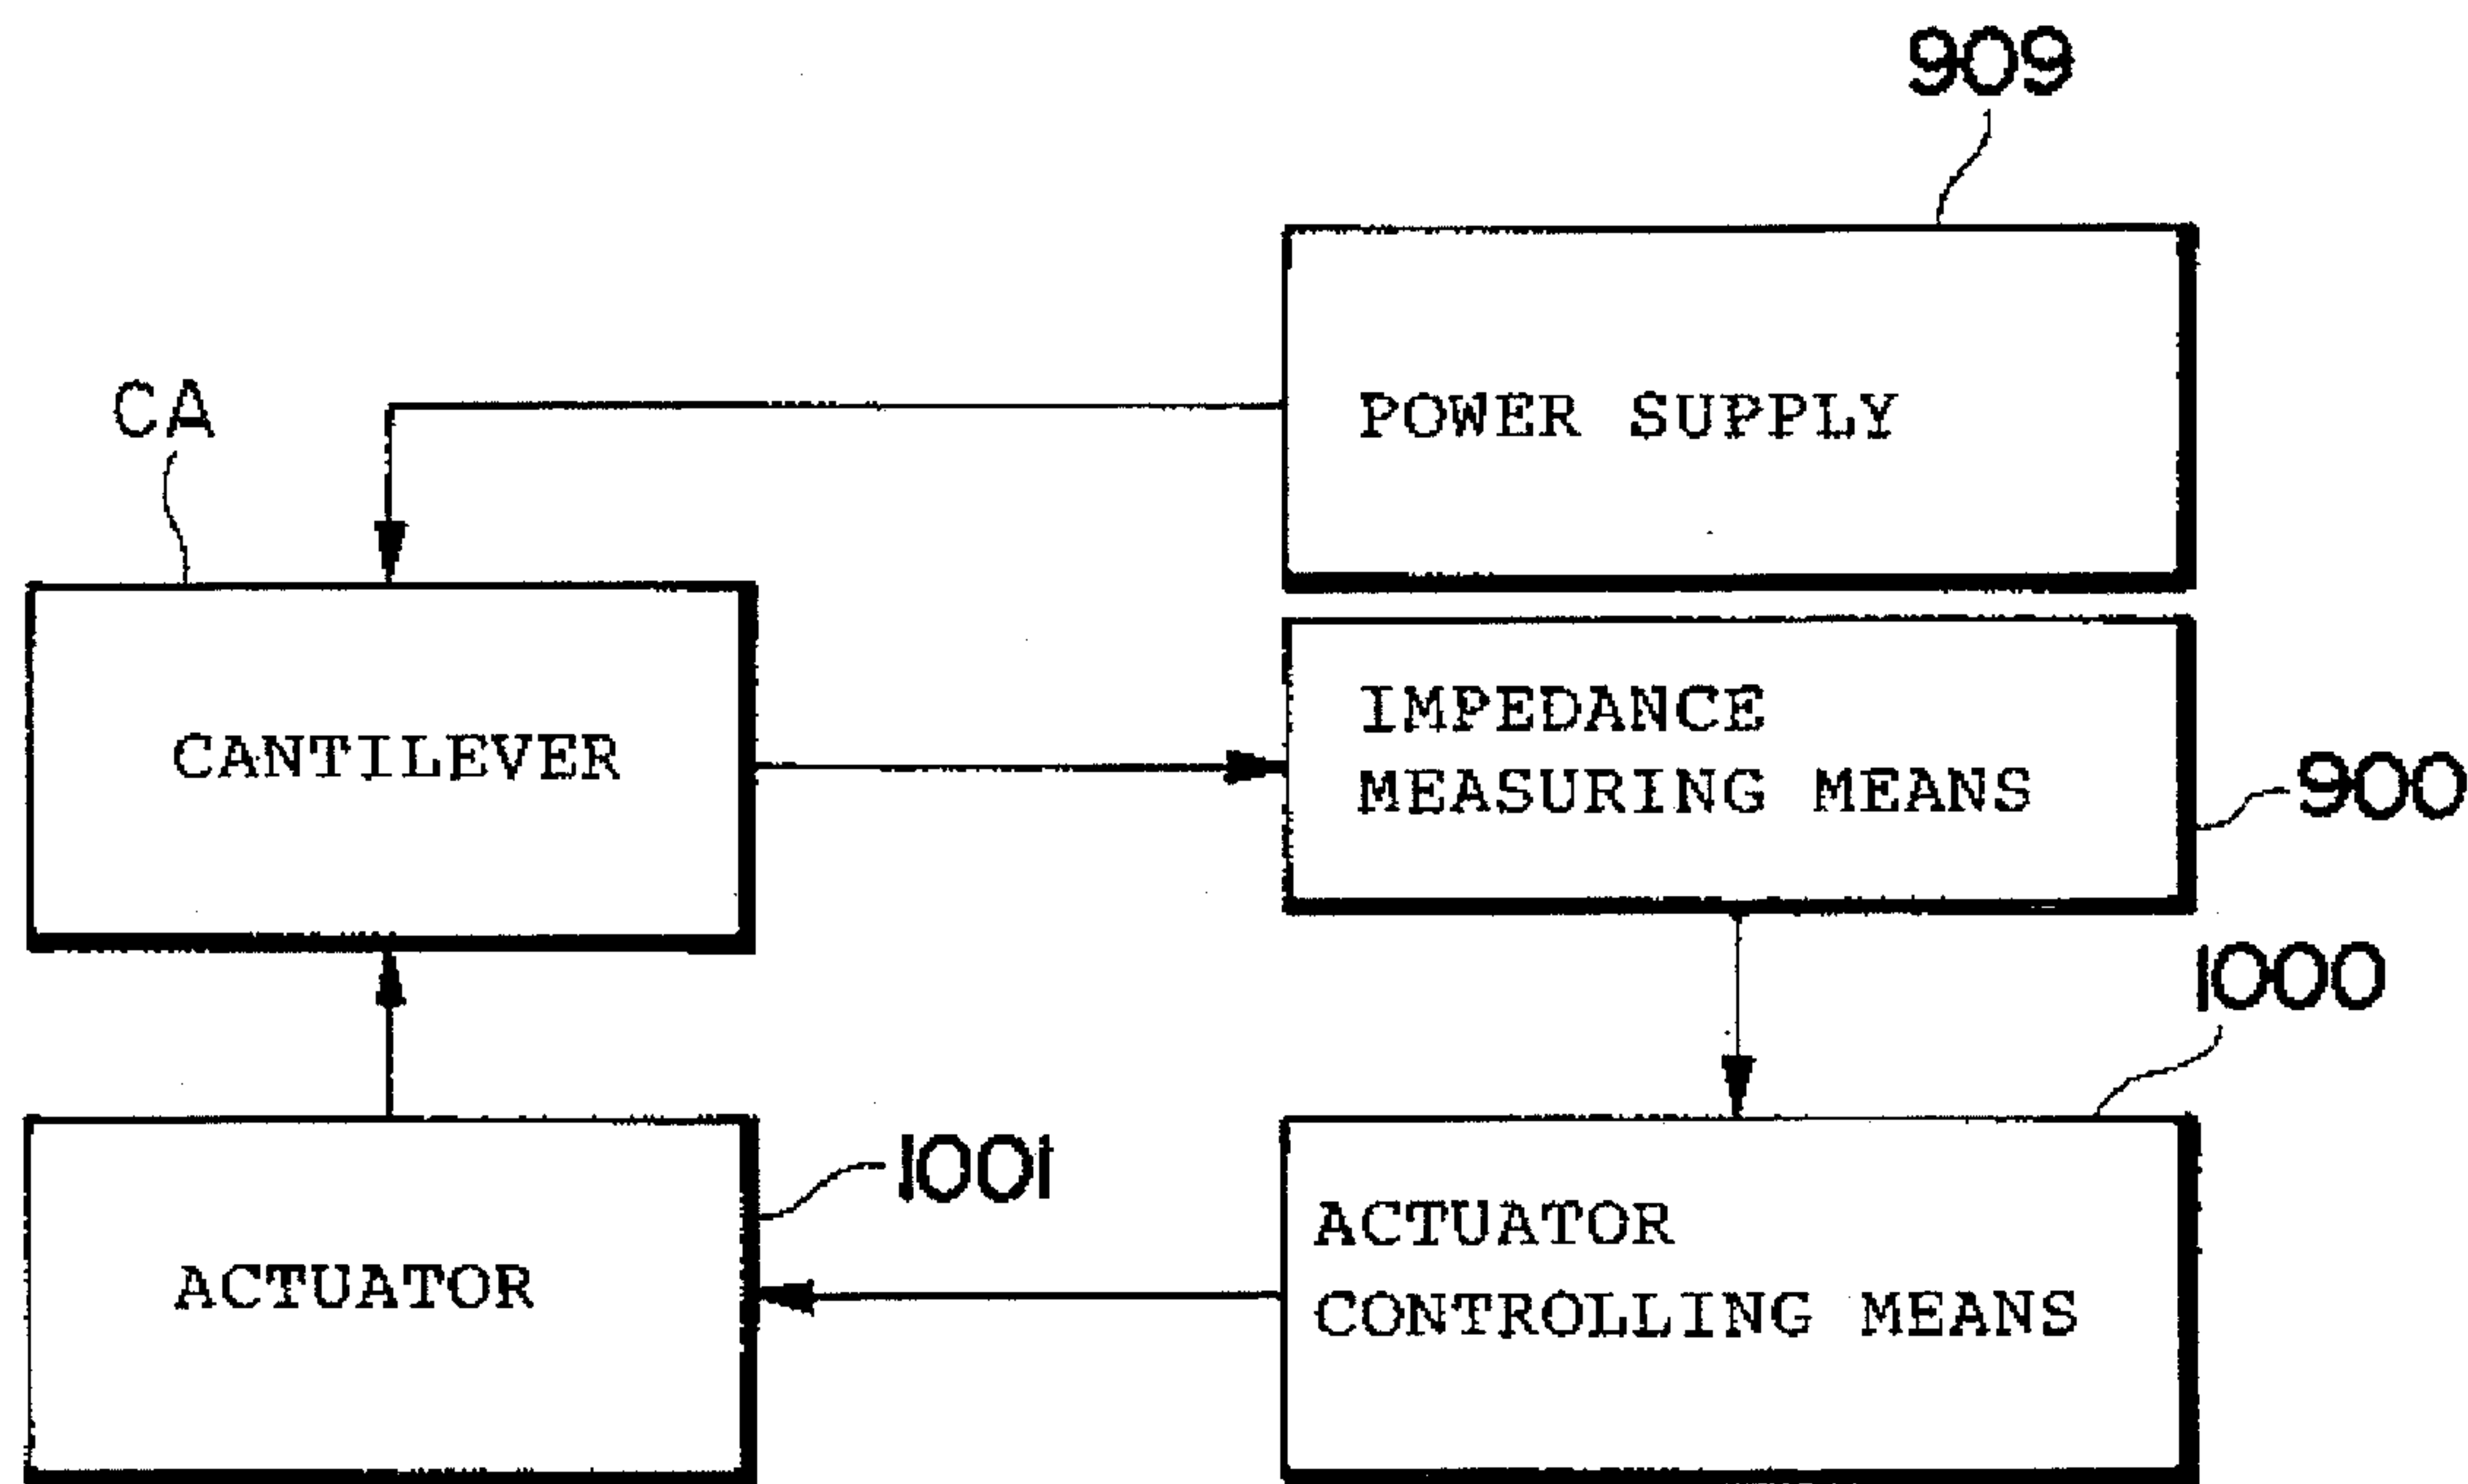 909
POWER SUPPLY
CA
CANTILEVER
IMPEDANCE
MEASURING MEANS
900
1000
1001
ACTUATOR
ACTUATOR
CONTROLLING MEANS